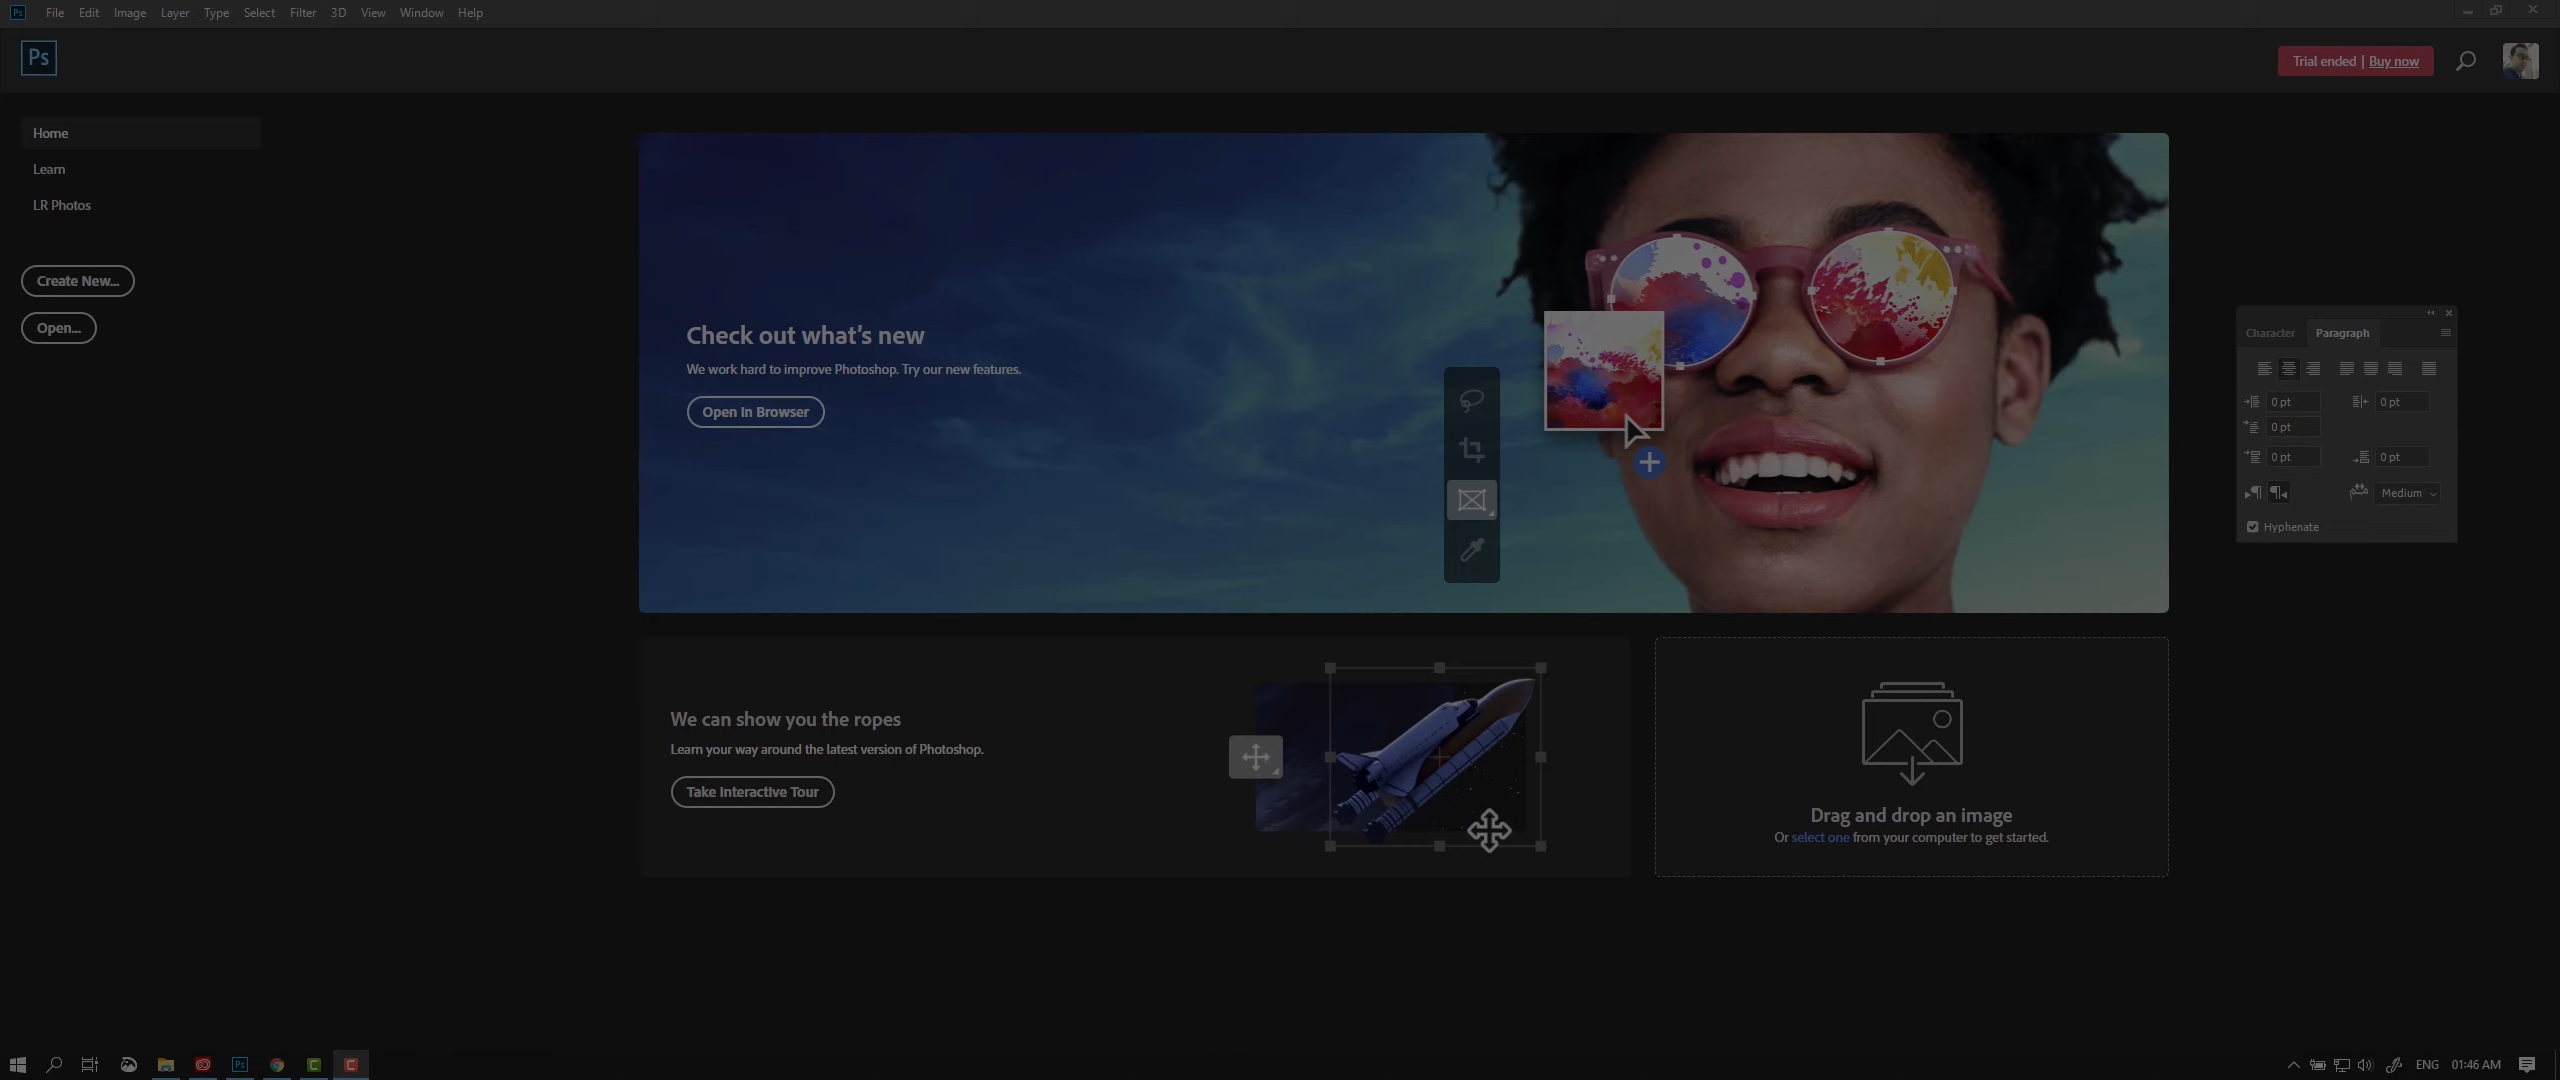 Ps File Edit Image Layer Type Select Filter 3D View Window Help
Ps
Trial ended | Buy now
Home
Learn
LR Photos
Create New...
Open...
Check out what's new
We work hard to improve Photoshop. Try our new features.
Open in Browser
Character Paragraph
0 pt 0 pt
0 pt
0 pt 0 pt
Medium
Hyphenate
We can show you the ropes
Learn your way around the latest version of Photoshop.
Take Interactive Tour
Drag and drop an image
Or select one from your computer to get started.
Ps
ENG 01:46 AM